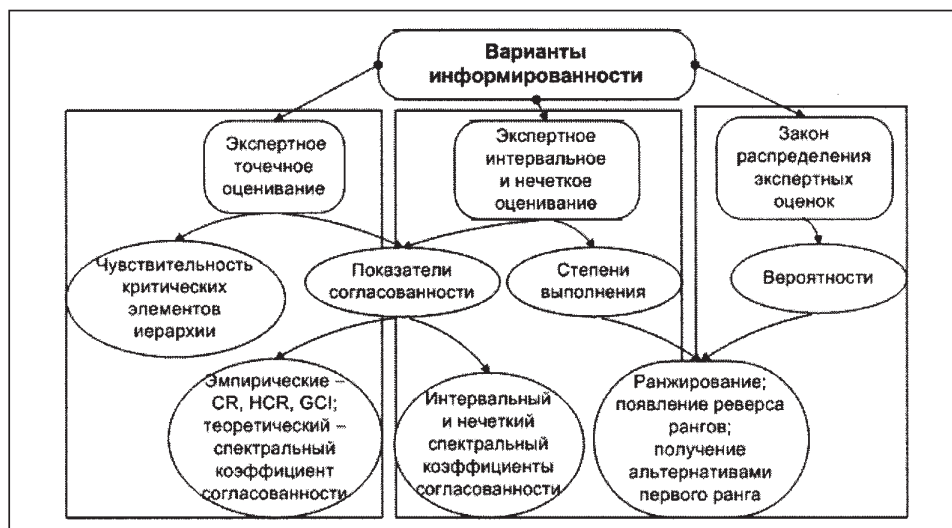 Варианты
информированности
Экспертное
точечное
оценивание
Экспертное
интервальное
и нечеткое
оценивание
Закон
распределения
экспертных
оценок
Чувствительность
критических
элементов
иерархии
Показатели
согласованности
Степени
выполнения
Вероятности
Эмпирические –
CR, HCR, GCI;
теоретический –
спектральный
коэффициент
согласованности
Интервальный
и нечеткий
спектральный
коэффициенты
согласованности
Ранжирование;
появление реверса
рангов;
получение
альтернативами
первого ранга